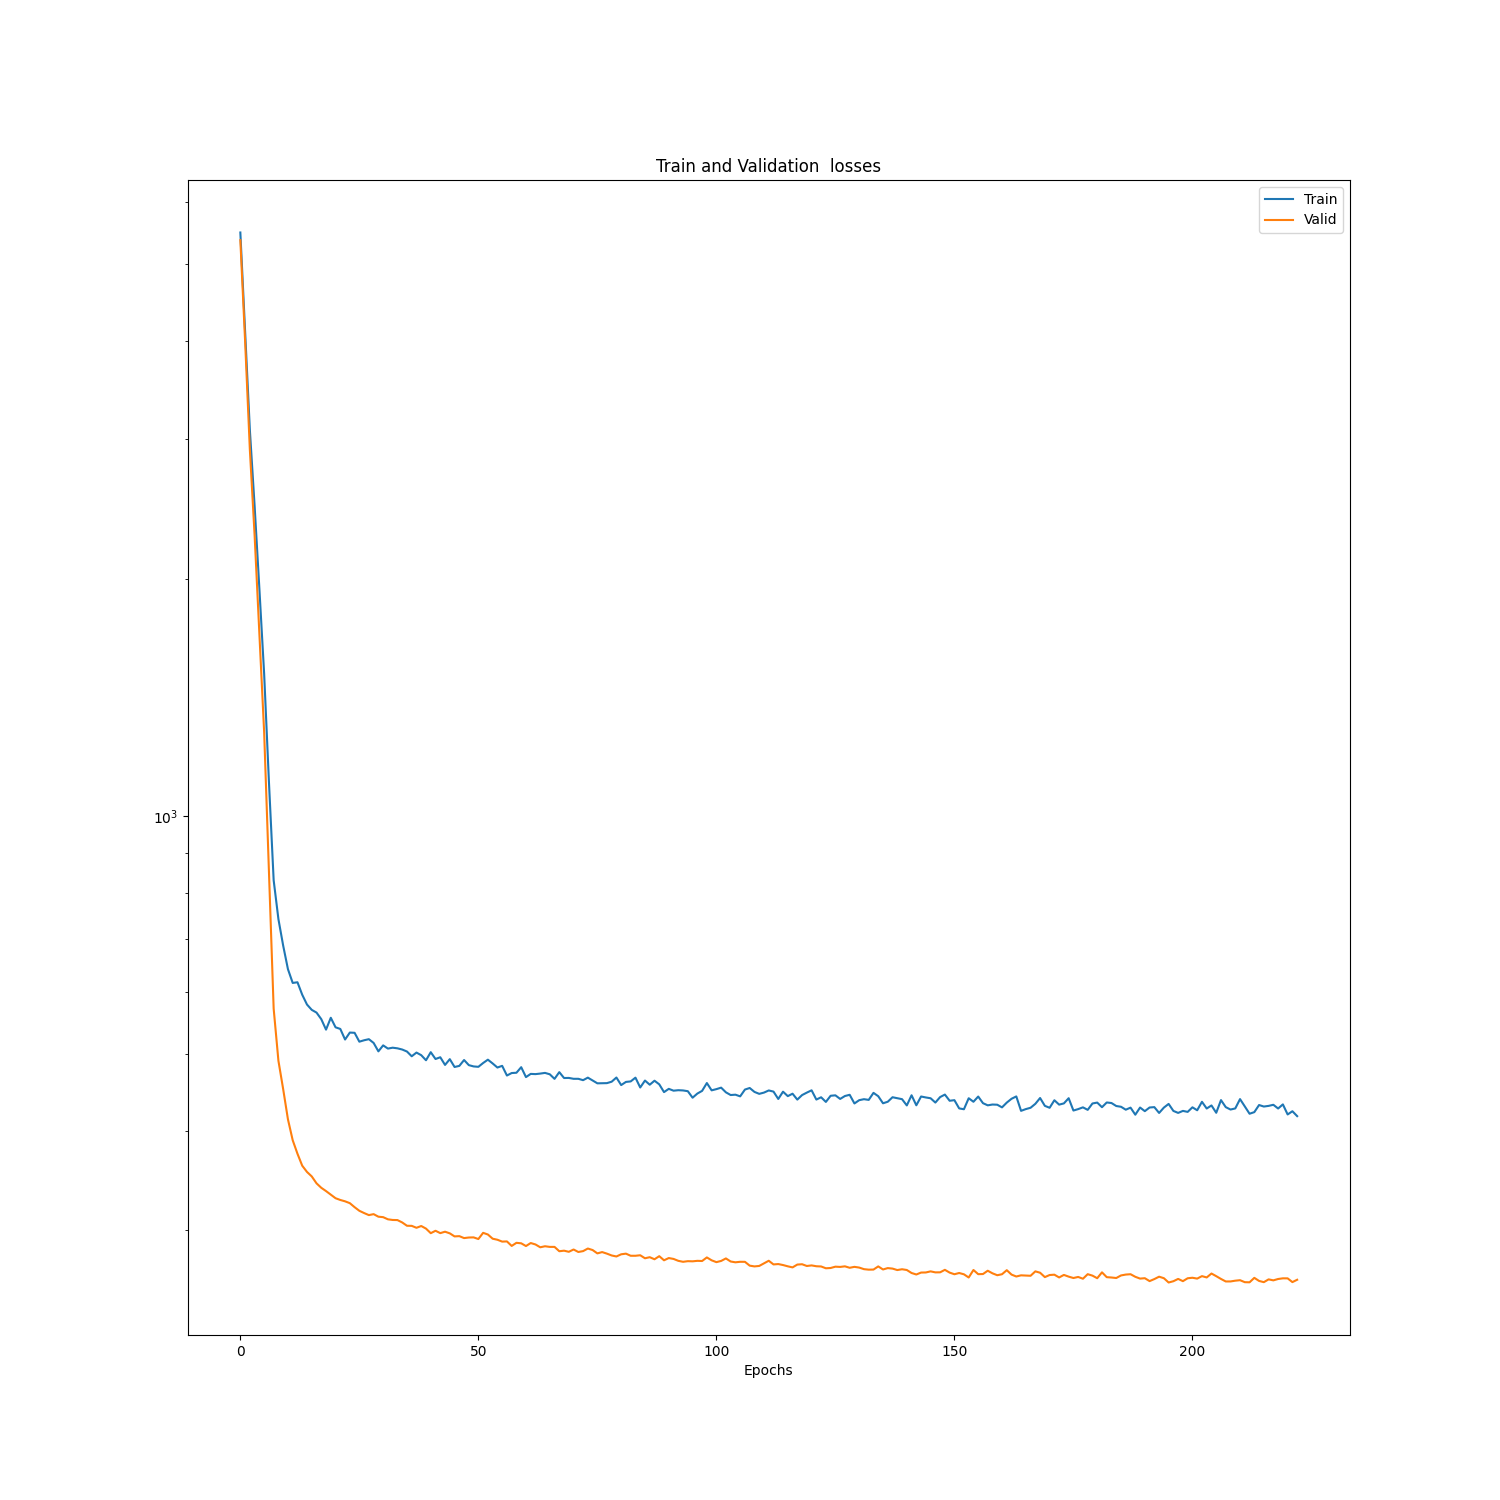 Train and Validation  losses
Train
Valid
10³
0 50 100 150 200
Epochs